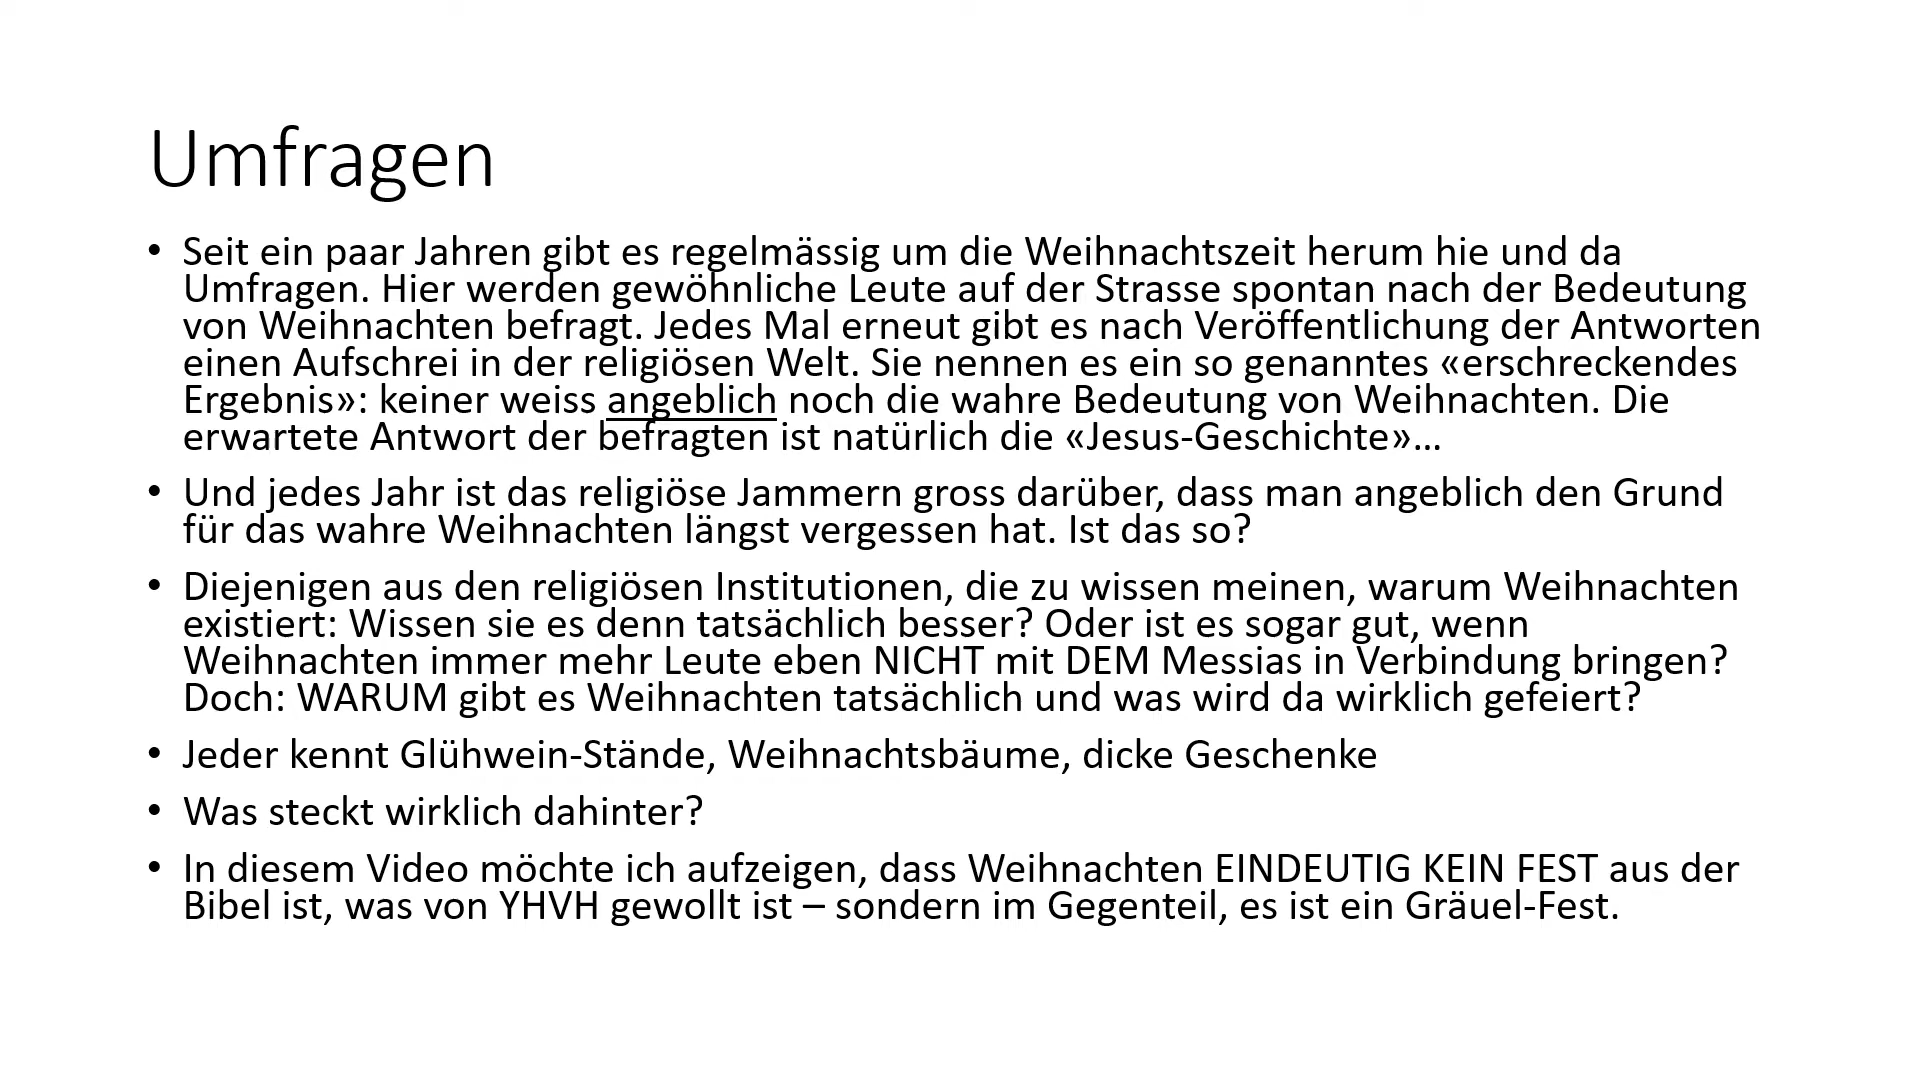 Umfragen
• Seit ein paar Jahren gibt es regelmässig um die Weihnachtszeit herum hie und da
Umfragen. Hier werden gewöhnliche Leute auf der Strasse spontan nach der Bedeutung
von Weihnachten befragt. Jedes Mal erneut gibt es nach Veröffentlichung der Antworten
einen Aufschrei in der religiösen Welt. Sie nennen es ein so genanntes «erschreckendes
Ergebnis»: keiner weiss angeblich noch die wahre Bedeutung von Weihnachten. Die
erwartete Antwort der befragten ist natürlich die «Jesus-Geschichte»…
• Und jedes Jahr ist das religiöse Jammern gross darüber, dass man angeblich den Grund
für das wahre Weihnachten längst vergessen hat. Ist das so?
• Diejenigen aus den religiösen Institutionen, die zu wissen meinen, warum Weihnachten
existiert: Wissen sie es denn tatsächlich besser? Oder ist es sogar gut, wenn
Weihnachten immer mehr Leute eben NICHT mit DEM Messias in Verbindung bringen?
Doch: WARUM gibt es Weihnachten tatsächlich und was wird da wirklich gefeiert?
• Jeder kennt Glühwein-Stände, Weihnachtsbäume, dicke Geschenke
• Was steckt wirklich dahinter?
• In diesem Video möchte ich aufzeigen, dass Weihnachten EINDEUTIG KEIN FEST aus der
Bibel ist, was von YHVH gewollt ist – sondern im Gegenteil, es ist ein Gräuel-Fest.